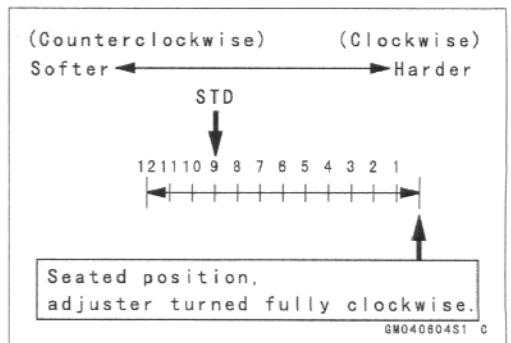 (Counterclockwise) (Clockwise)
Softer Harder
STD
12 11 10 9 8 7 6 5 4 3 2 1
Seated position,
adjuster turned fully clockwise.
GM040604S1 C